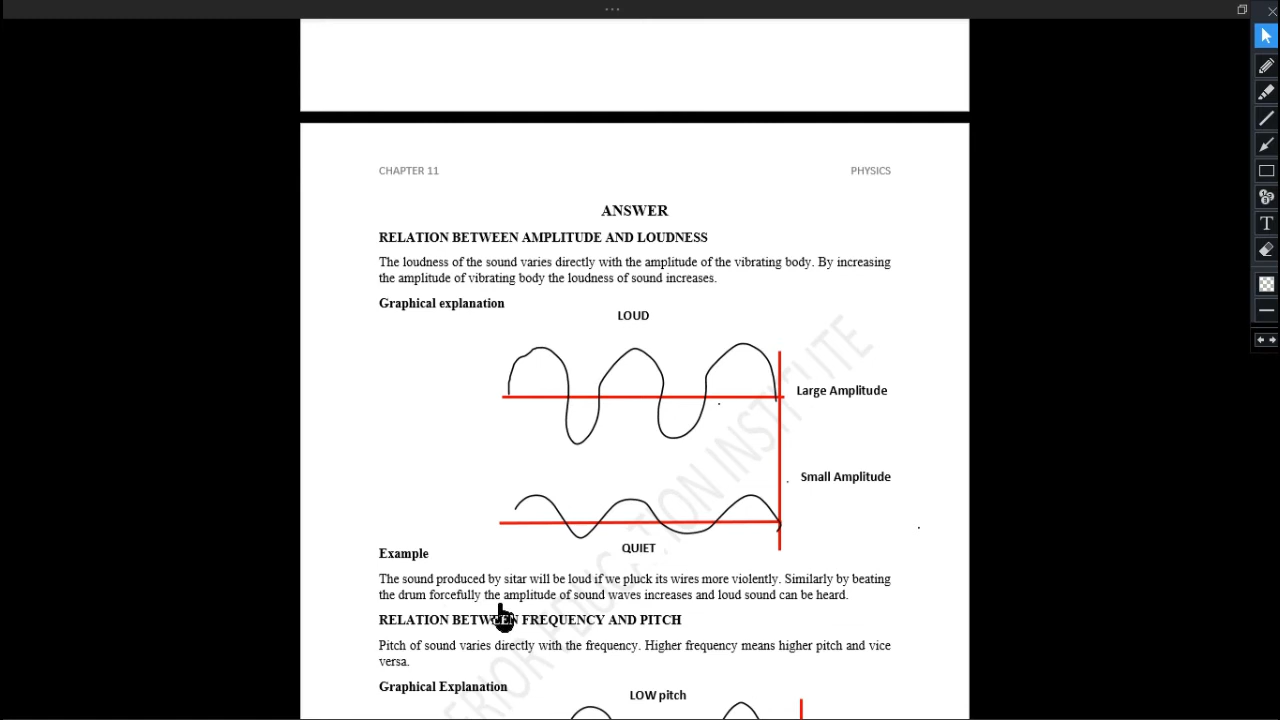 CHAPTER 11 PHYSICS
ANSWER
RELATION BETWEEN AMPLITUDE AND LOUDNESS
The loudness of the sound varies directly with the amplitude of the vibrating body. By increasing
the amplitude of vibrating body the loudness of sound increases.
Graphical explanation
LOUD
Large Amplitude
Small Amplitude
QUIET
Example
The sound produced by sitar will be loud if we pluck its wires more violently. Similarly by beating
the drum forcefully the amplitude of sound waves increases and loud sound can be heard.
RELATION BETWEEN FREQUENCY AND PITCH
Pitch of sound varies directly with the frequency. Higher frequency means higher pitch and vice
versa.
Graphical Explanation
LOW pitch
ERIOR EDUCATION INSTITUTE